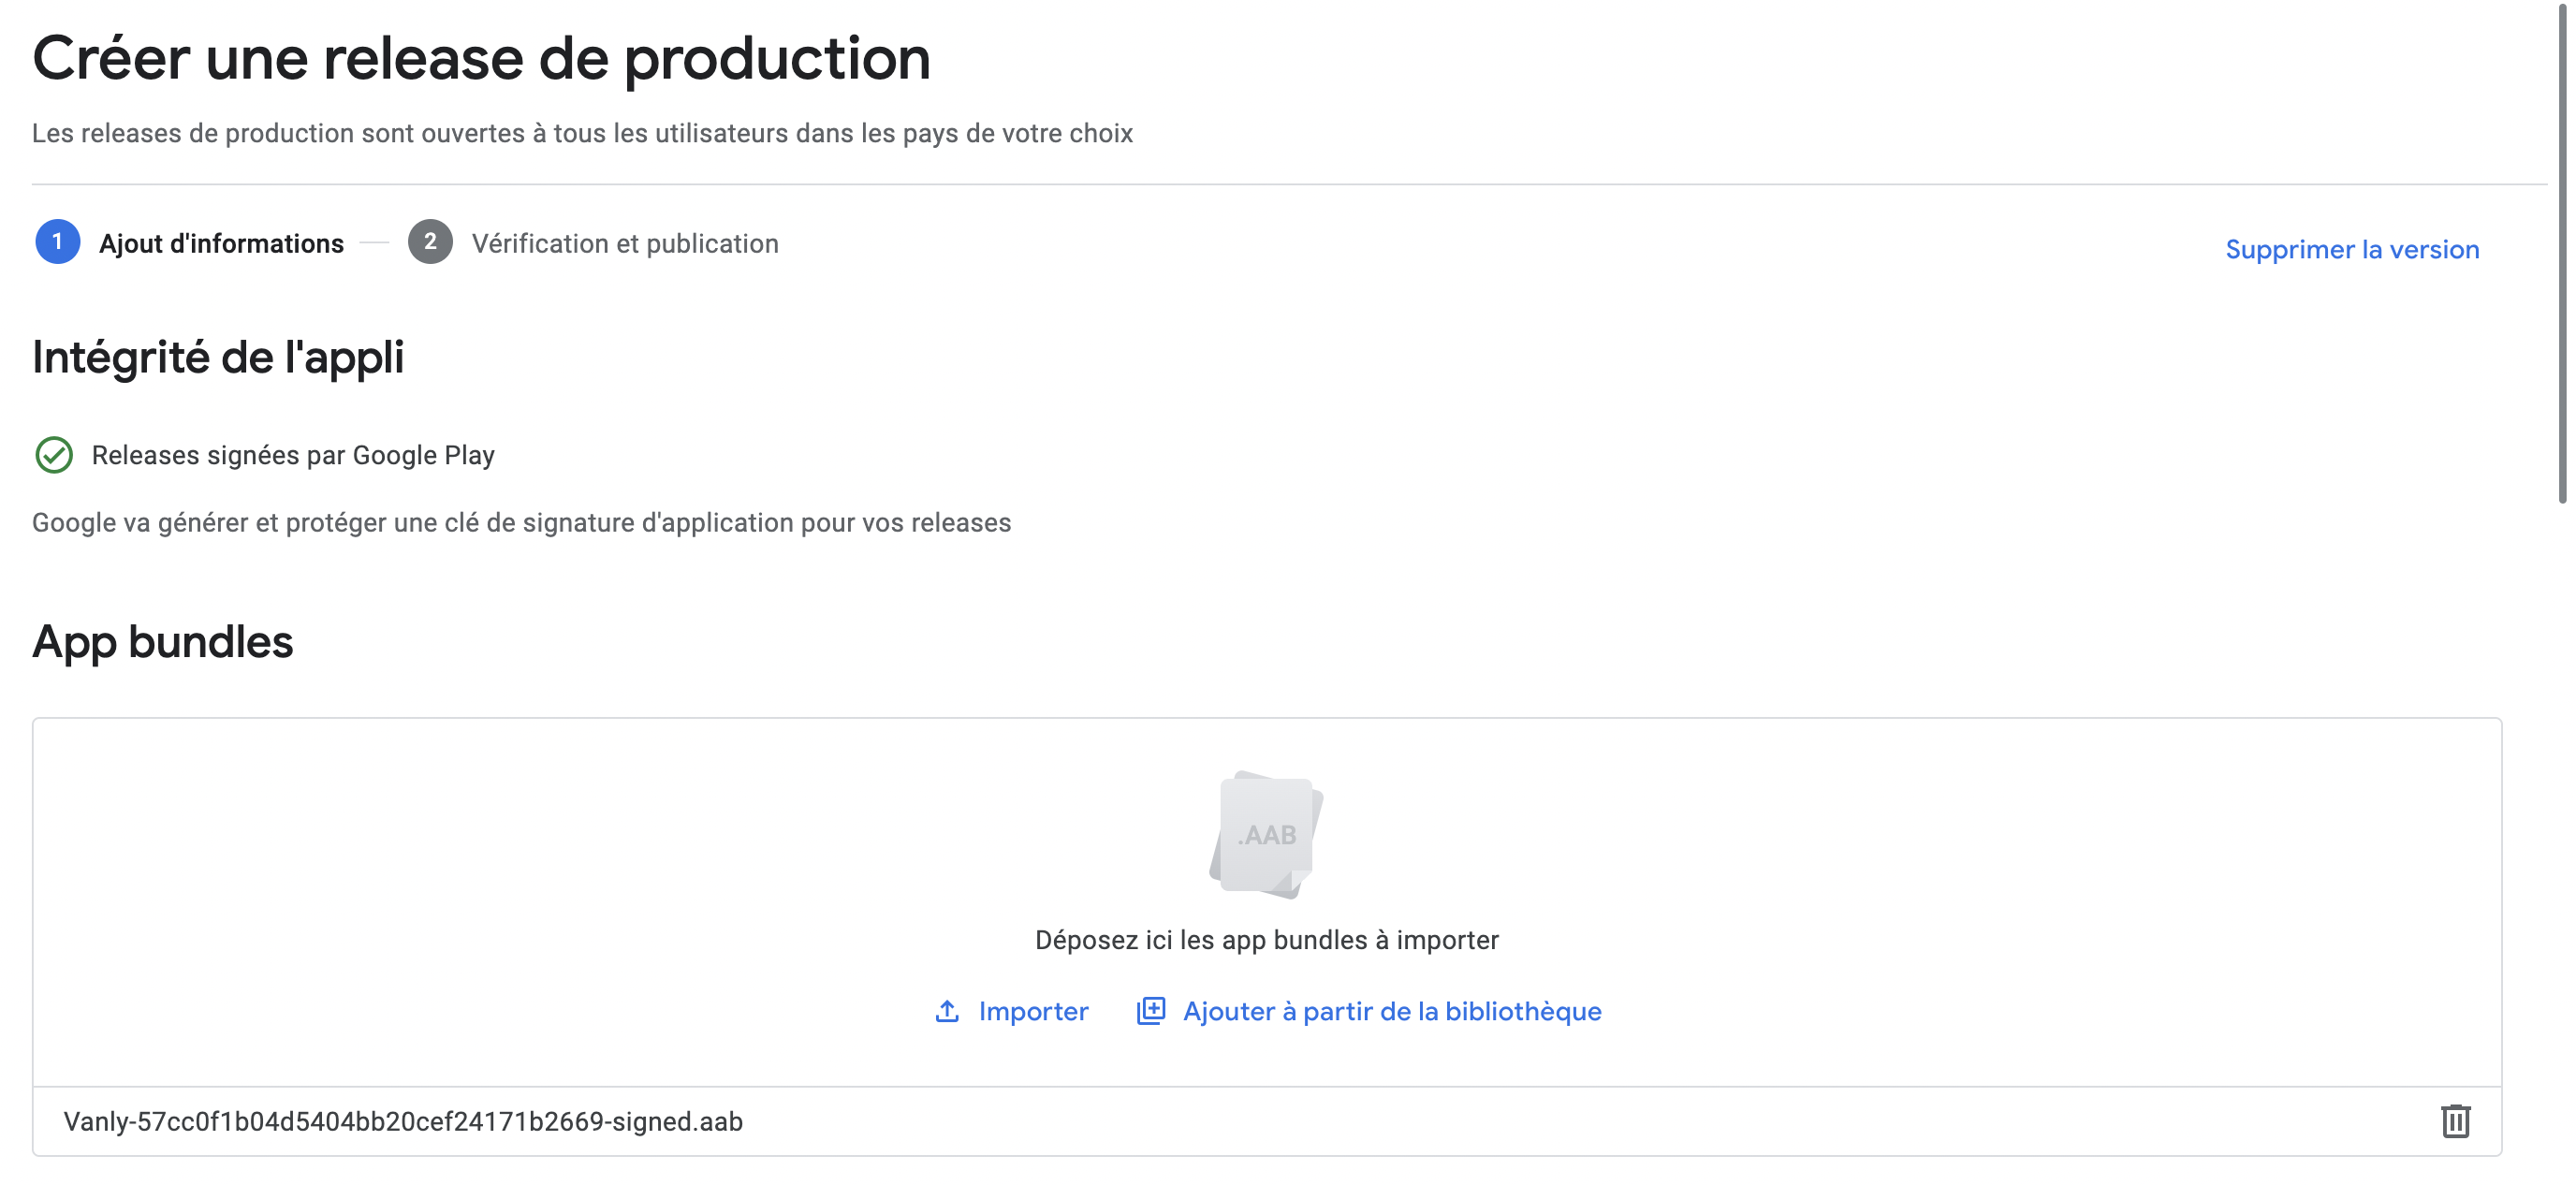 Créer une release de production
Les releases de production sont ouvertes à tous les utilisateurs dans les pays de votre choix
1 Ajout d'informations 2 Vérification et publication Supprimer la version
Intégrité de l'appli
Releases signées par Google Play
Google va générer et protéger une clé de signature d'application pour vos releases
App bundles
.AAB
Déposez ici les app bundles à importer
Importer Ajouter à partir de la bibliothèque
Vanly-57cc0f1b04d5404bb20cef24171b2669-signed.aab